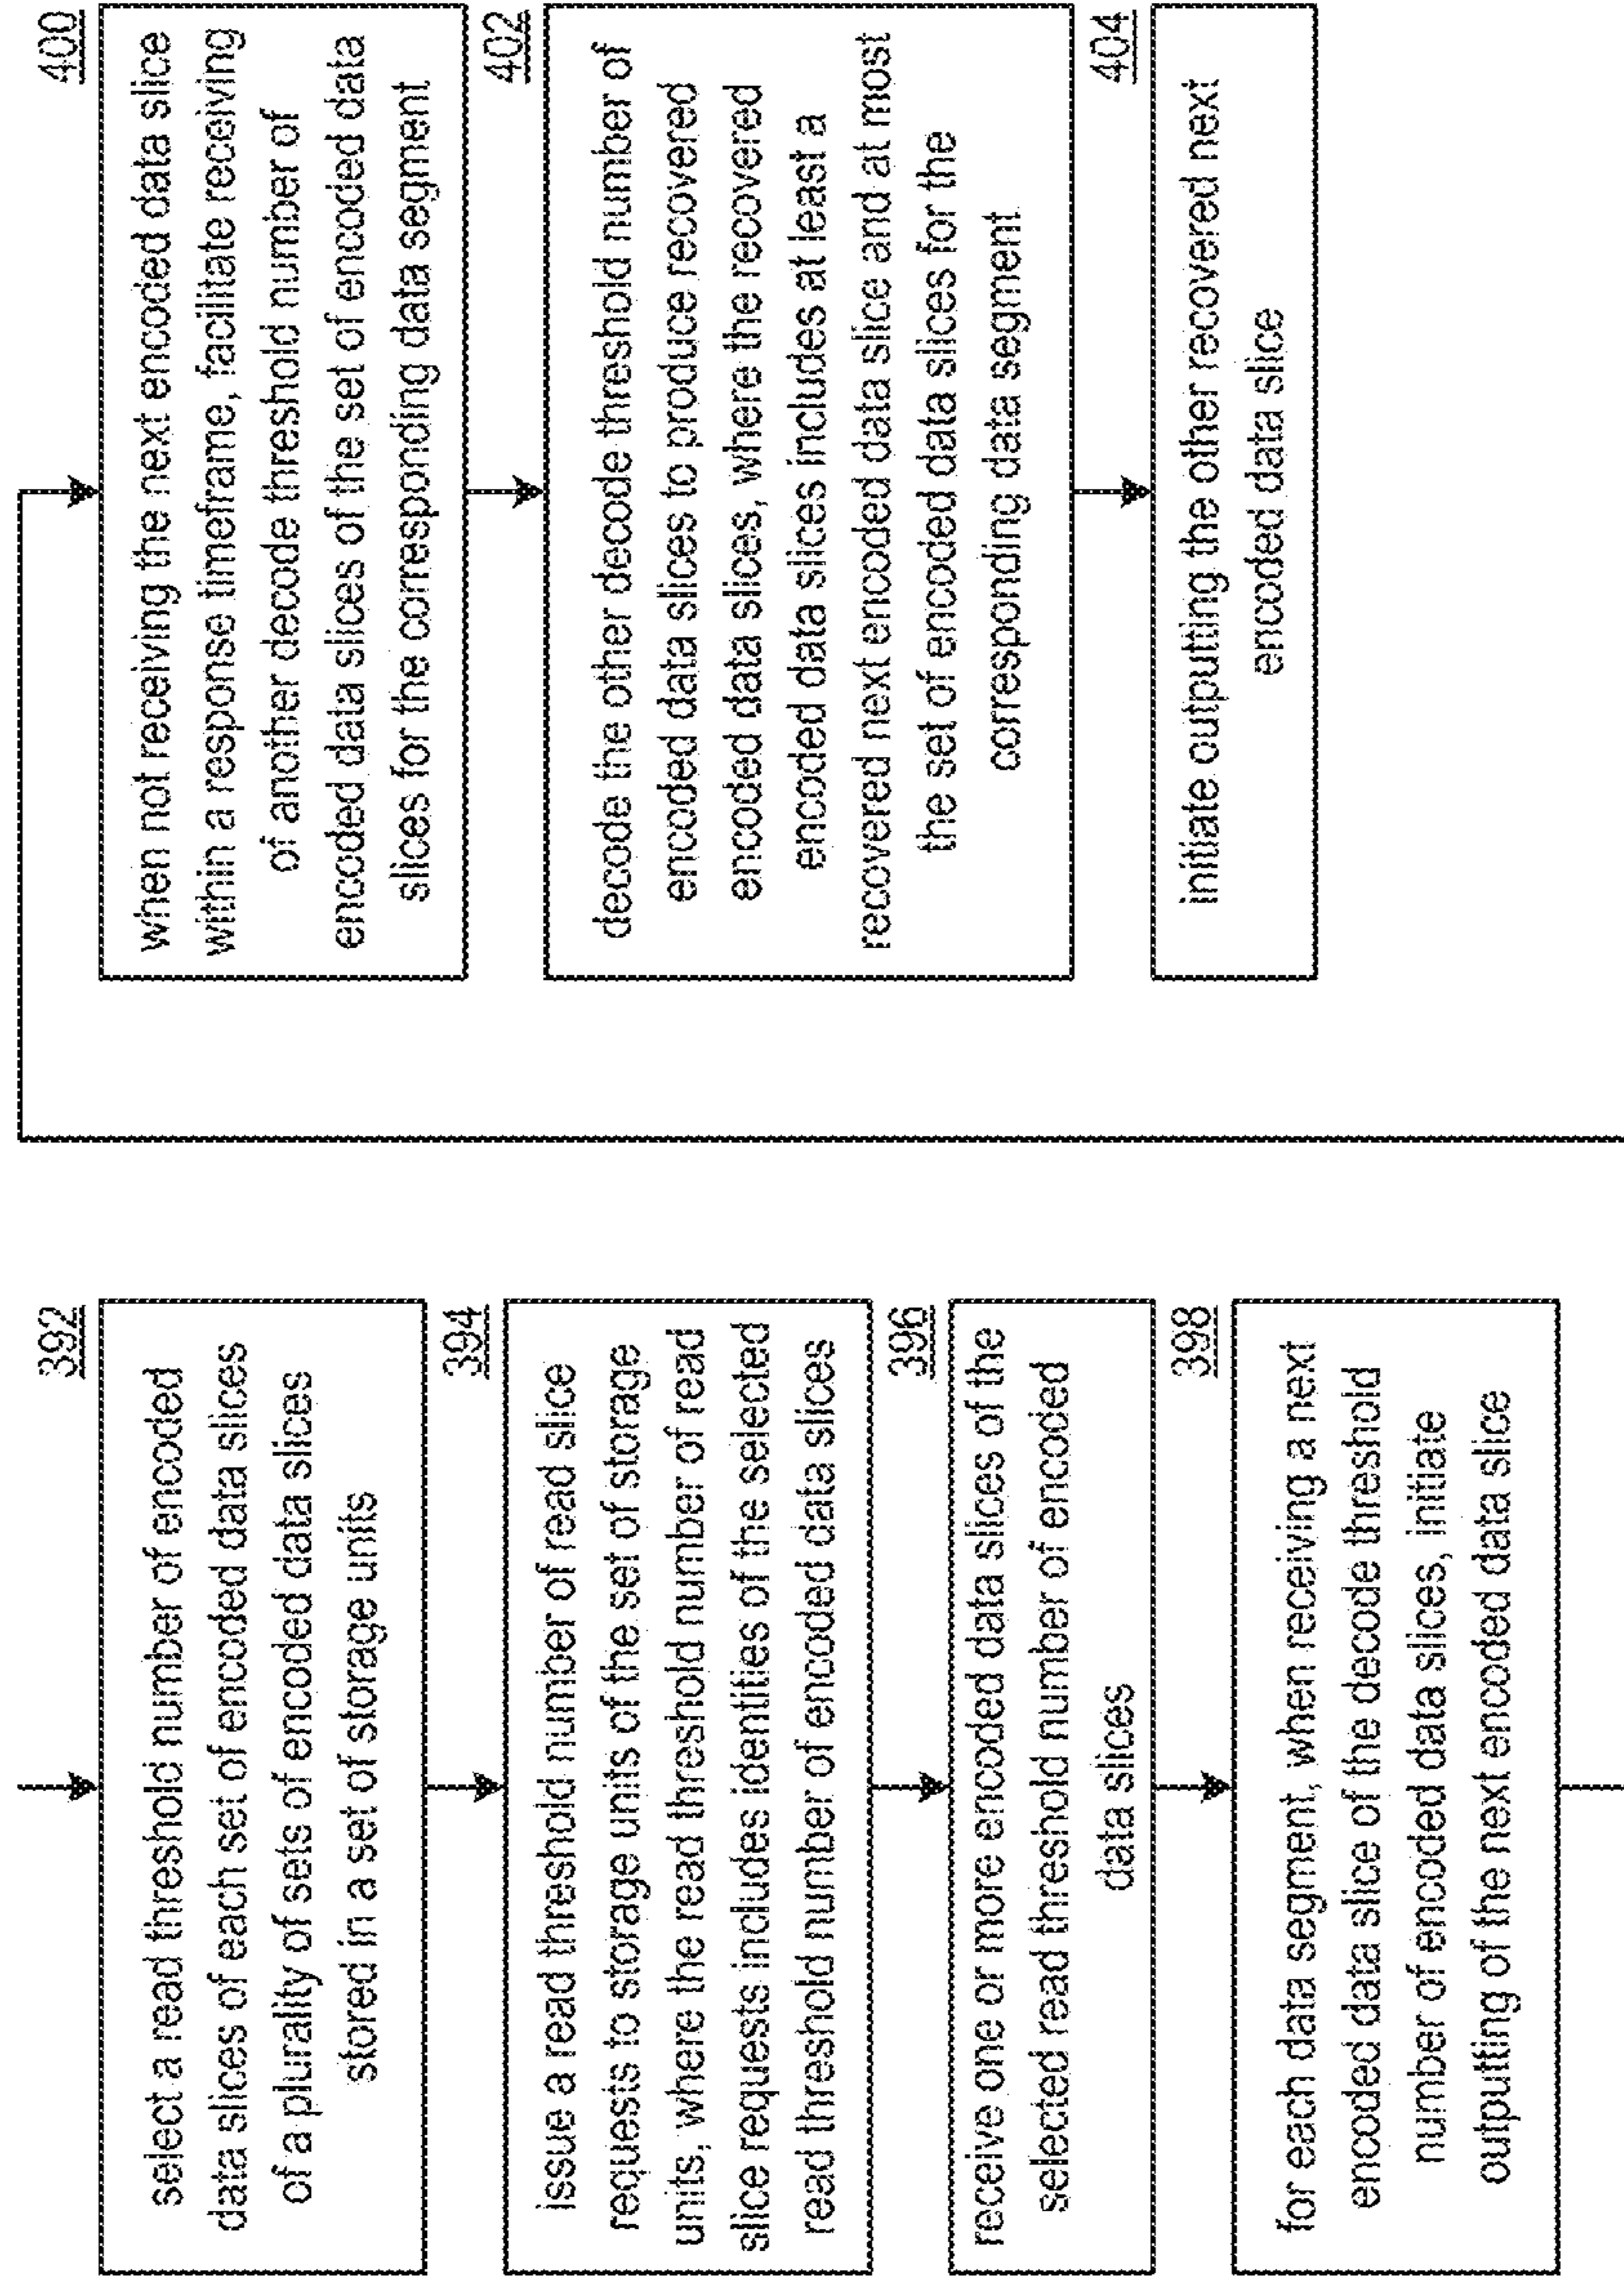 392
select a read threshold number of encoded
data slices of each set of encoded data slices
of a plurality of sets of encoded data slices
stored in a set of storage units
394
issue a read threshold number of read slice
requests to storage units of the set of storage
units, where the read threshold number of read
slice requests includes identities of the selected
read threshold number of encoded data slices
396
receive one or more encoded data slices of the
selected read threshold number of encoded
data slices
398
for each data segment, when receiving a next
encoded data slice of the decode threshold
number of encoded data slices, initiate
outputting of the next encoded data slice
400
when not receiving the next encoded data slice
within a response timeframe, facilitate receiving
of another decode threshold number of
encoded data slices of the set of encoded data
slices for the corresponding data segment
402
decode the other decode threshold number of
encoded data slices to produce recovered
encoded data slices, where the recovered
encoded data slices includes at least a
recovered next encoded data slice and at most
the set of encoded data slices for the
corresponding data segment
404
initiate outputting the other recovered next
encoded data slice